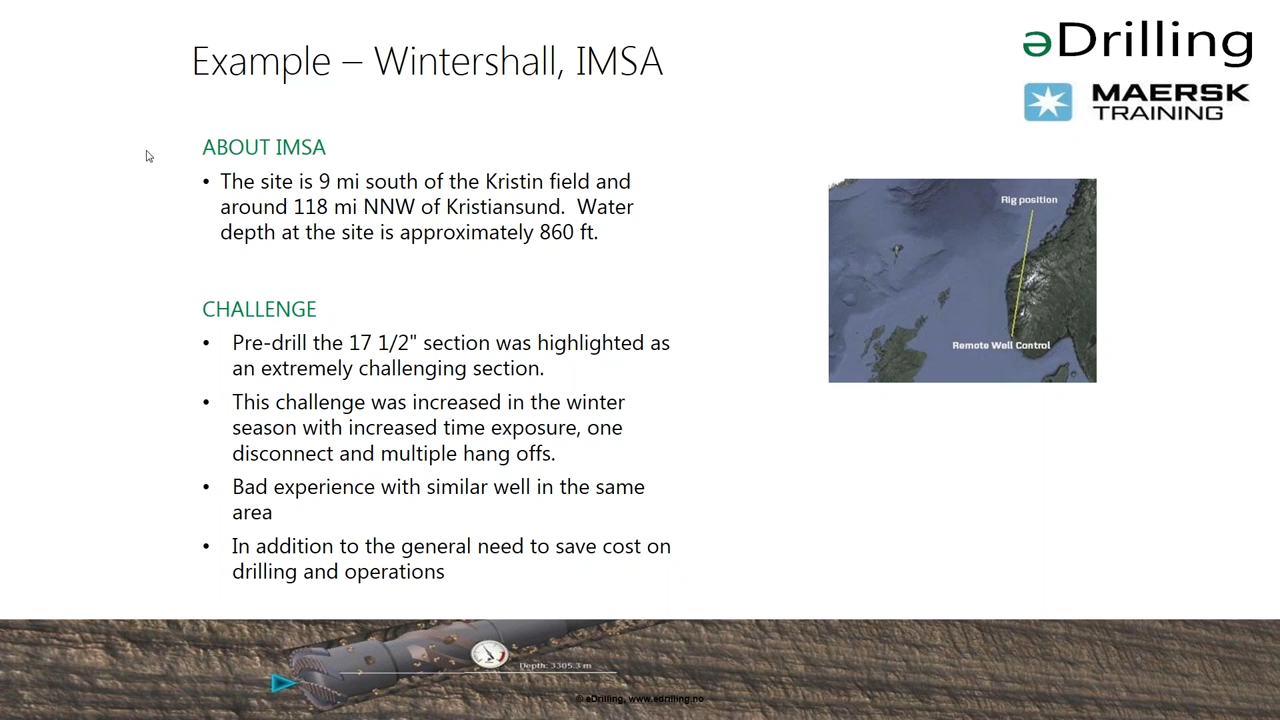 Example – Wintershall, IMSA
əDrilling
MAERSK
TRAINING
ABOUT IMSA
• The site is 9 mi south of the Kristin field and
around 118 mi NNW of Kristiansund.  Water
depth at the site is approximately 860 ft.
Rig position
Remote Well Control
CHALLENGE
• Pre-drill the 17 1/2" section was highlighted as
an extremely challenging section.
• This challenge was increased in the winter
season with increased time exposure, one
disconnect and multiple hang offs.
• Bad experience with similar well in the same
area
• In addition to the general need to save cost on
drilling and operations
Depth: 3305.3 m
© eDrilling, www.edrilling.no